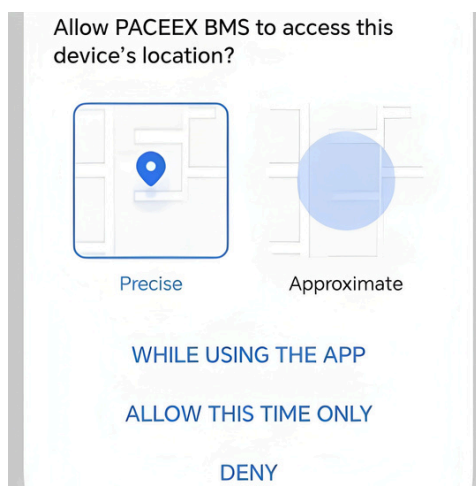 Allow PACEEX BMS to access this
device’s location?
Precise
Approximate
WHILE USING THE APP
ALLOW THIS TIME ONLY
DENY